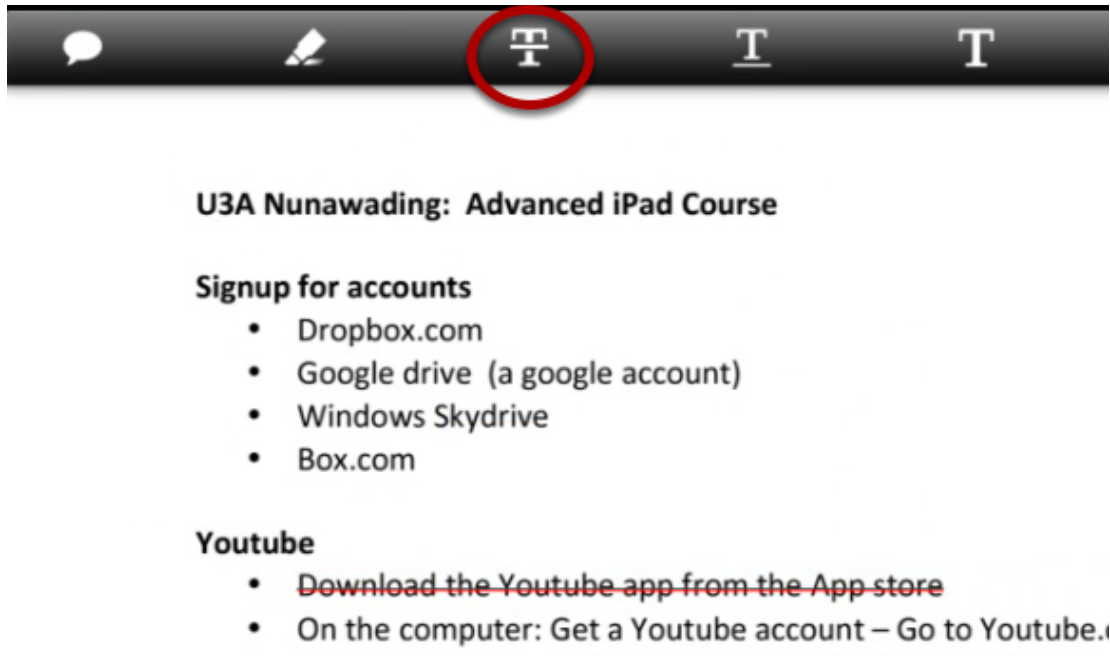 U3A Nunawading:  Advanced iPad Course
Signup for accounts
• Dropbox.com
• Google drive  (a google account)
• Windows Skydrive
• Box.com
Youtube
• Download the Youtube app from the App store
• On the computer: Get a Youtube account – Go to Youtube.